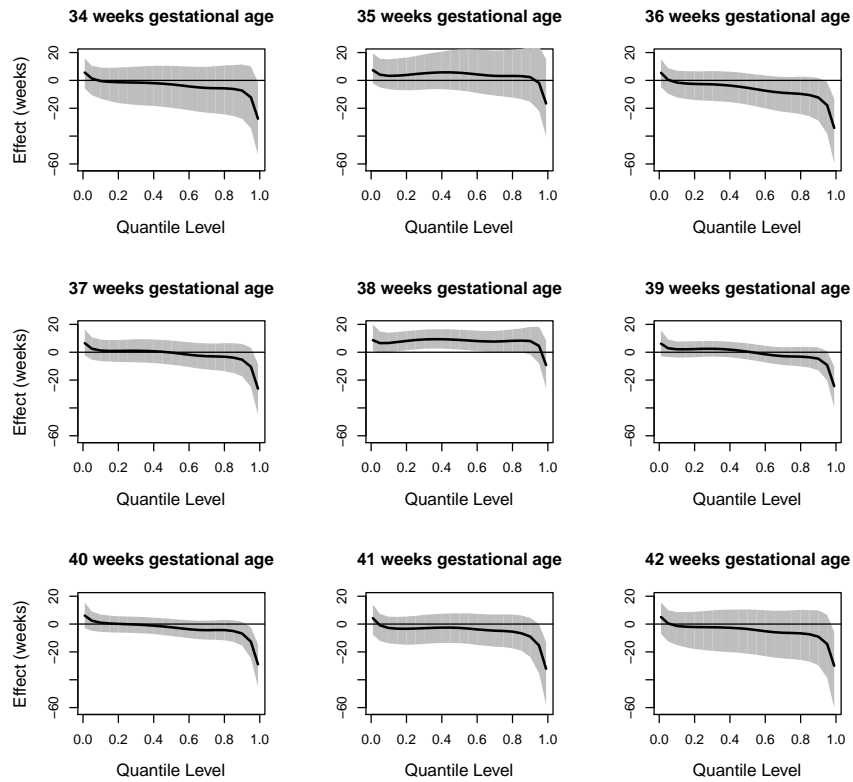 34 weeks gestational age
35 weeks gestational age
36 weeks gestational age
Effect (weeks)
20
0
−20
−60
20
0
−20
−60
20
0
−20
−60
0.0 0.2 0.4 0.6 0.8 1.0
0.0 0.2 0.4 0.6 0.8 1.0
0.0 0.2 0.4 0.6 0.8 1.0
Quantile Level
Quantile Level
Quantile Level
37 weeks gestational age
38 weeks gestational age
39 weeks gestational age
Effect (weeks)
20
0
−20
−60
20
0
−20
−60
20
0
−20
−60
0.0 0.2 0.4 0.6 0.8 1.0
0.0 0.2 0.4 0.6 0.8 1.0
0.0 0.2 0.4 0.6 0.8 1.0
Quantile Level
Quantile Level
Quantile Level
40 weeks gestational age
41 weeks gestational age
42 weeks gestational age
Effect (weeks)
20
0
−20
−60
20
0
−20
−60
20
0
−20
−60
0.0 0.2 0.4 0.6 0.8 1.0
0.0 0.2 0.4 0.6 0.8 1.0
0.0 0.2 0.4 0.6 0.8 1.0
Quantile Level
Quantile Level
Quantile Level